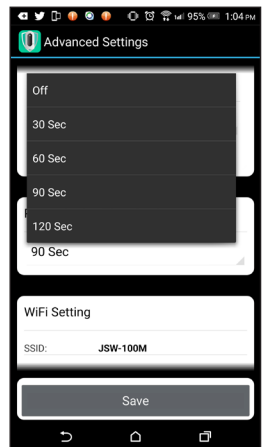 95% 1:04 PM
Advanced Settings
Off
30 Sec
60 Sec
90 Sec
120 Sec
90 Sec
WiFi Setting
SSID: JSW-100M
Save